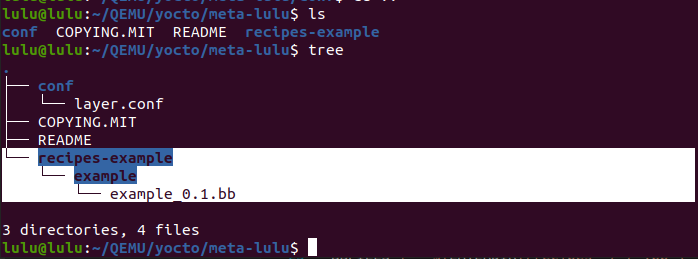 lulu@lulu:~/QEMU/yocto/meta-lulu$ ls
conf  COPYING.MIT  README  recipes-example
lulu@lulu:~/QEMU/yocto/meta-lulu$ tree
.
├── conf
│   └── layer.conf
├── COPYING.MIT
├── README
└── recipes-example
    └── example
        └── example_0.1.bb
3 directories, 4 files
lulu@lulu:~/QEMU/yocto/meta-lulu$